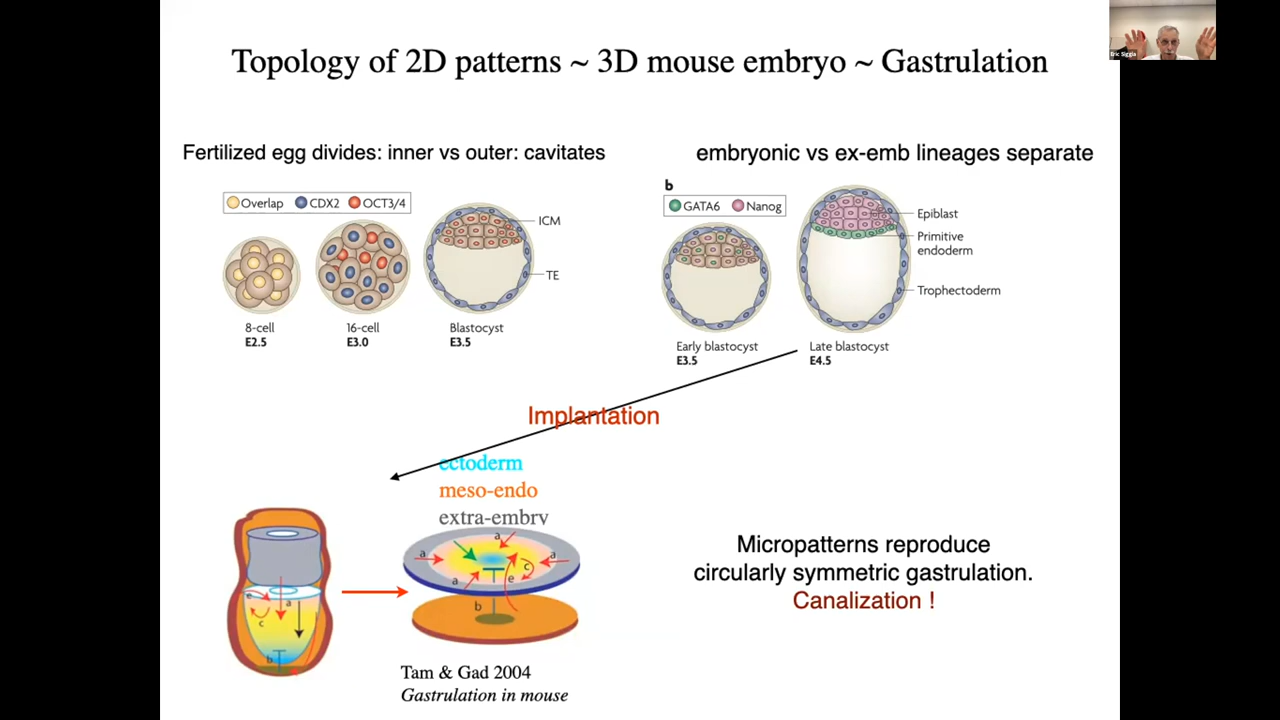 Topology of 2D patterns ~ 3D mouse embryo ~ Gastrulation
Eric Siggia
Fertilized egg divides: inner vs outer: cavitates
embryonic vs ex-emb lineages separate
Overlap CDX2 OCT3/4
ICM
TE
8-cell
E2.5
16-cell
E3.0
Blastocyst
E3.5
b
GATA6 Nanog
Epiblast
Primitive
endoderm
Trophectoderm
Early blastocyst
E3.5
Late blastocyst
E4.5
Implantation
ectoderm
meso-endo
extra-embry
e
a
c
b
a
a
a
a
c
e
b
Micropatterns reproduce
circularly symmetric gastrulation.
Canalization !
Tam & Gad 2004
Gastrulation in mouse